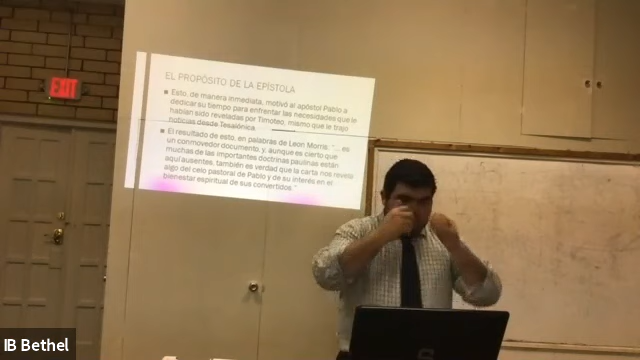 EXIT
EL PROPÓSITO DE LA EPÍSTOLA
Esto, de manera inmediata, motivó al apóstol Pablo a
dedicar su tiempo para enfrentar las necesidades que le
habían sido reveladas por Timoteo, mismo que le trajo
noticias desde Tesalónica.
El resultado de esto, en palabras de Leon Morris: "... es
un conmovedor documento, y, aunque es cierto que
muchas de las importantes doctrinas paulinas están
aquí ausentes, también es verdad que la carta nos revela
algo del celo pastoral de Pablo y de su interés en el
bienestar espiritual de sus convertidos."
IB Bethel